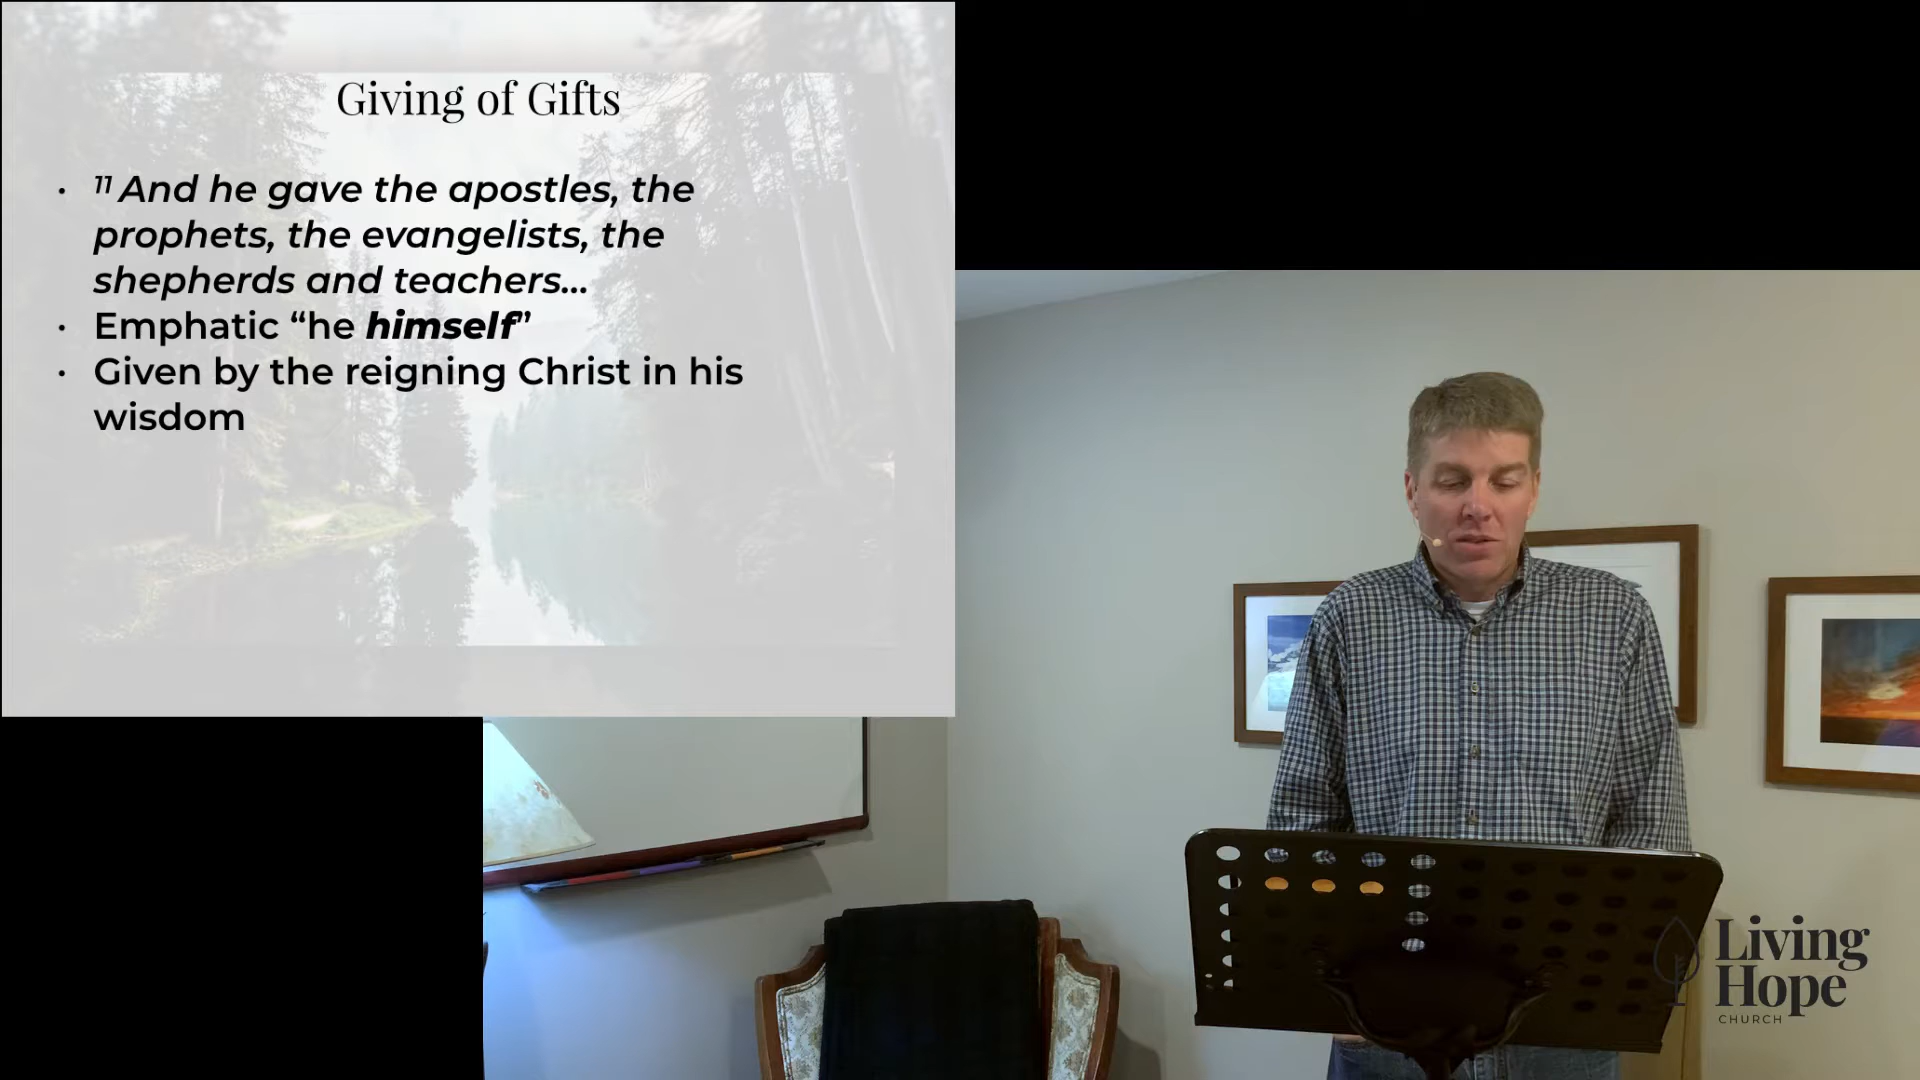 Giving of Gifts
• 11 And he gave the apostles, the
prophets, the evangelists, the
shepherds and teachers…
• Emphatic “he himself”
• Given by the reigning Christ in his
wisdom
Living
Hope
CHURCH